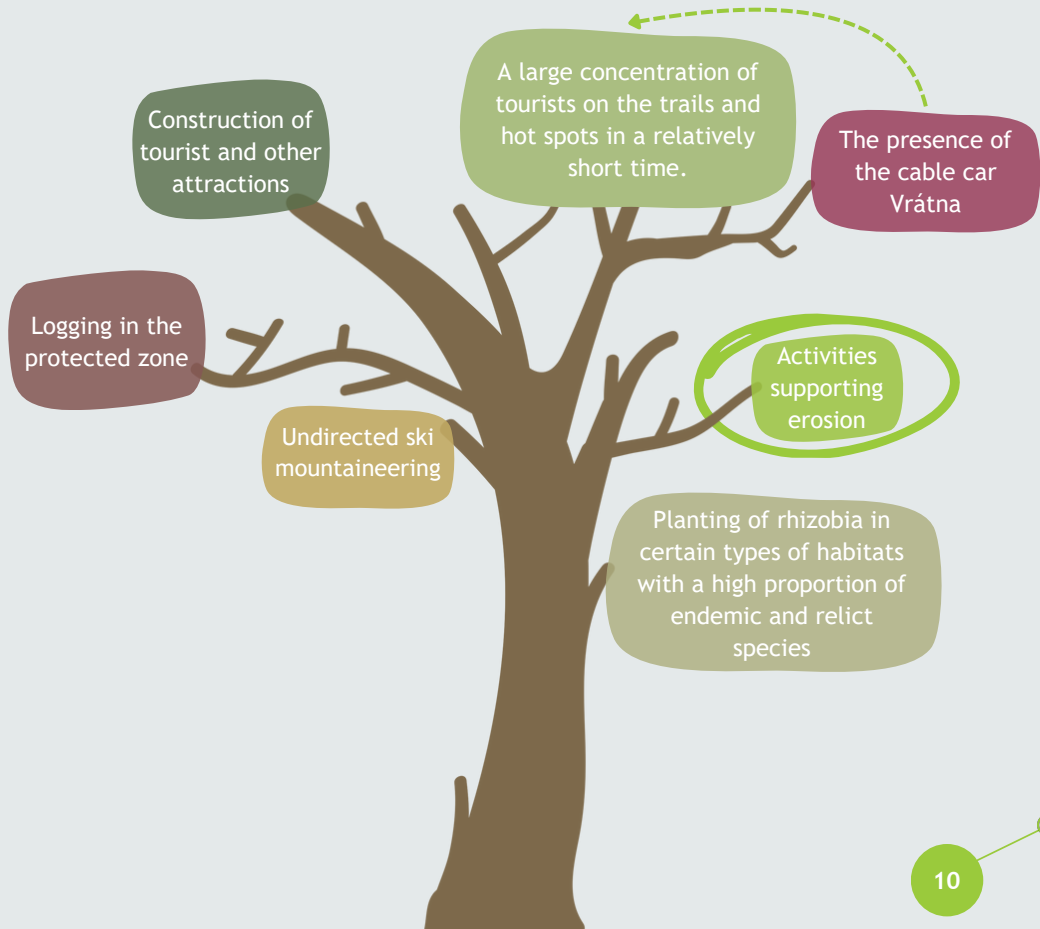 A large concentration of
tourists on the trails and
hot spots in a relatively
short time.
Construction of
tourist and other
attractions
The presence of
the cable car
Vrátna
Logging in the
protected zone
Activities
supporting
erosion
Undirected ski
mountaineering
Planting of rhizobia in
certain types of habitats
with a high proportion of
endemic and relict
species
10